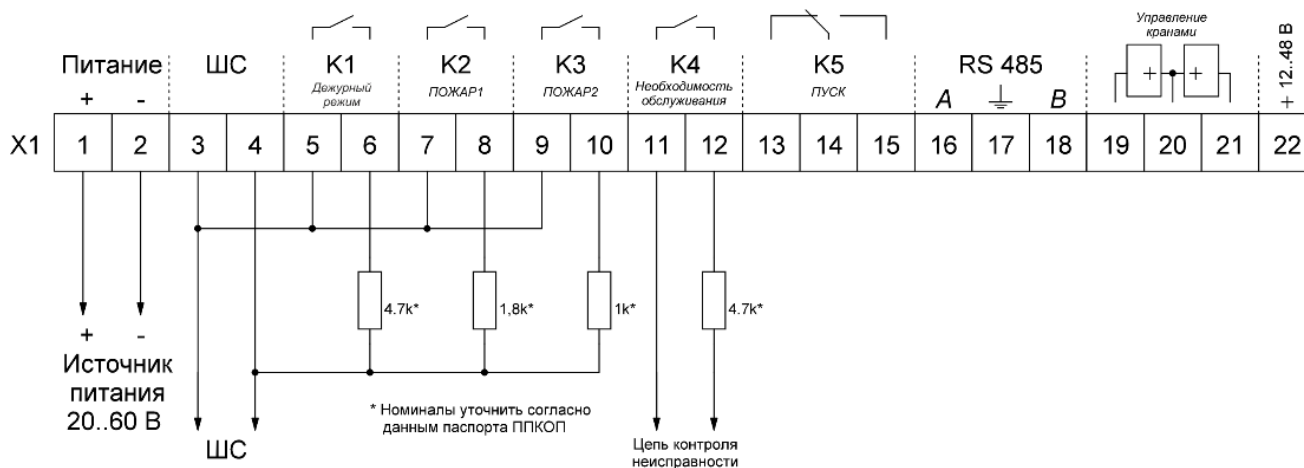 Управление
кранами
Питание ШС K1 K2 K3 K4 K5 RS 485 + 12..48 В
+ - Дежурный режим ПОЖАР1 ПОЖАР2 Необходимость обслуживания ПУСК A B + +
X1 1 2 3 4 5 6 7 8 9 10 11 12 13 14 15 16 17 18 19 20 21 22
4.7k* 1,8k* 1k* 4.7k*
+ -
Источник
питания
20..60 В
ШС
* Номиналы уточнить согласно
данным паспорта ППКОП
Цепь контроля
неисправности